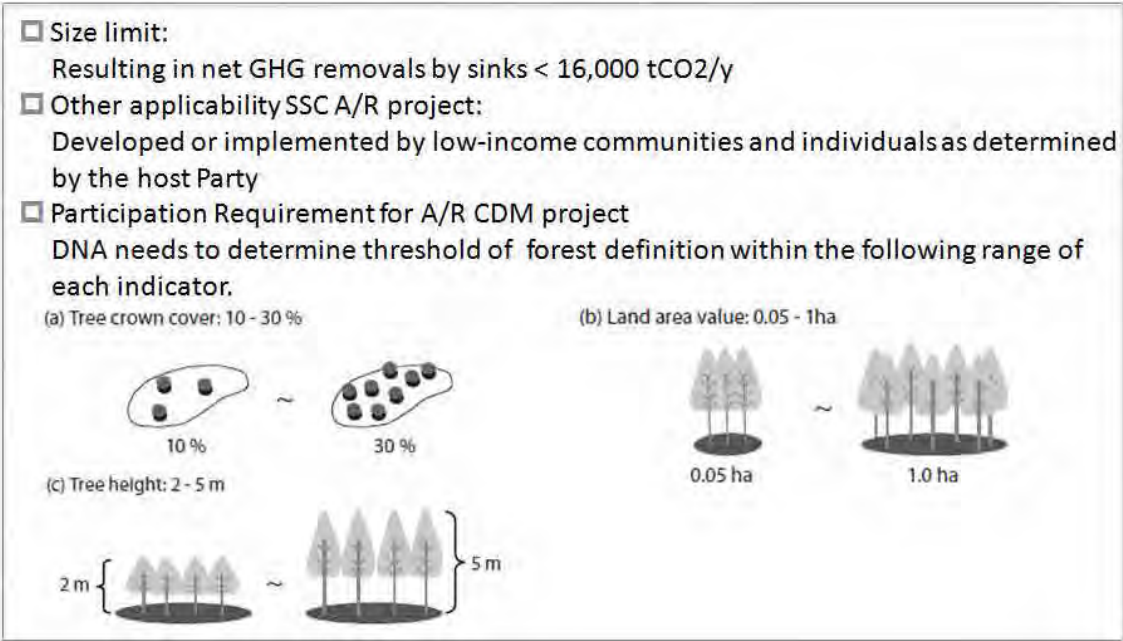 Size limit:
Resulting in net GHG removals by sinks < 16,000 tCO2/y
Other applicability SSC A/R project:
Developed or implemented by low-income communities and individuals as determined
by the host Party
Participation Requirement for A/R CDM project
DNA needs to determine threshold of forest definition within the following range of
each indicator.
(a) Tree crown cover: 10 - 30 %
(b) Land area value: 0.05 - 1ha
~
~
10 %
30 %
0.05 ha
1.0 ha
(c) Tree height: 2 - 5 m
2 m
~
5 m